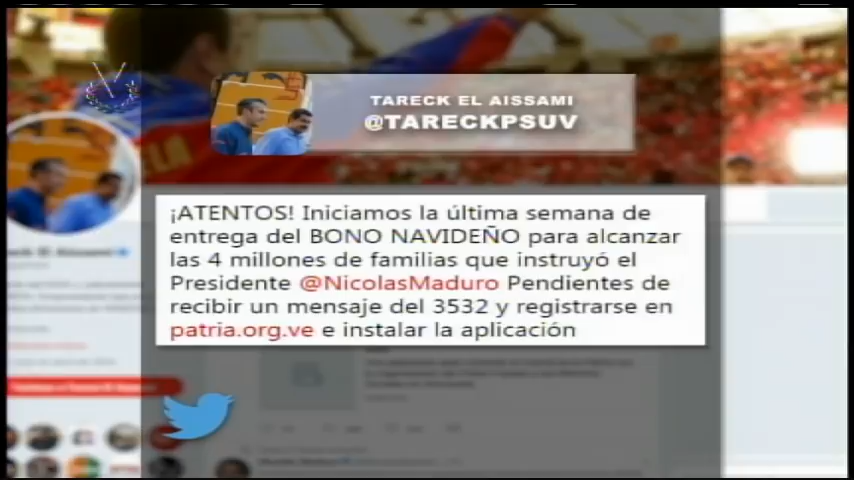 TARECK EL AISSAMI
@TARECKPSUV
¡ATENTOS! Iniciamos la última semana de
entrega del BONO NAVIDEÑO para alcanzar
las 4 millones de familias que instruyó el
Presidente @NicolasMaduro Pendientes de
recibir un mensaje del 3532 y registrarse en
patria.org.ve e instalar la aplicación